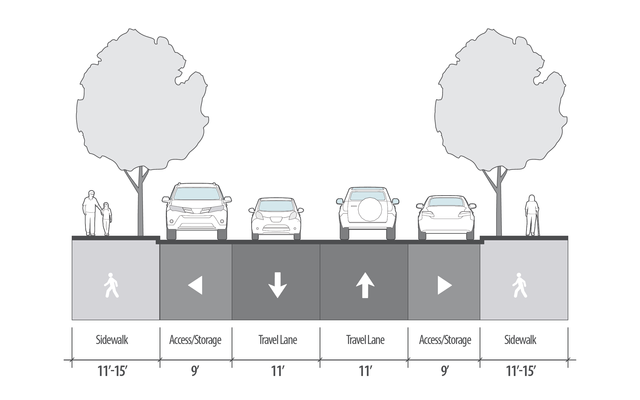 Sidewalk Access/Storage Travel Lane Travel Lane Access/Storage Sidewalk
11'-15' 9' 11' 11' 9' 11'-15'